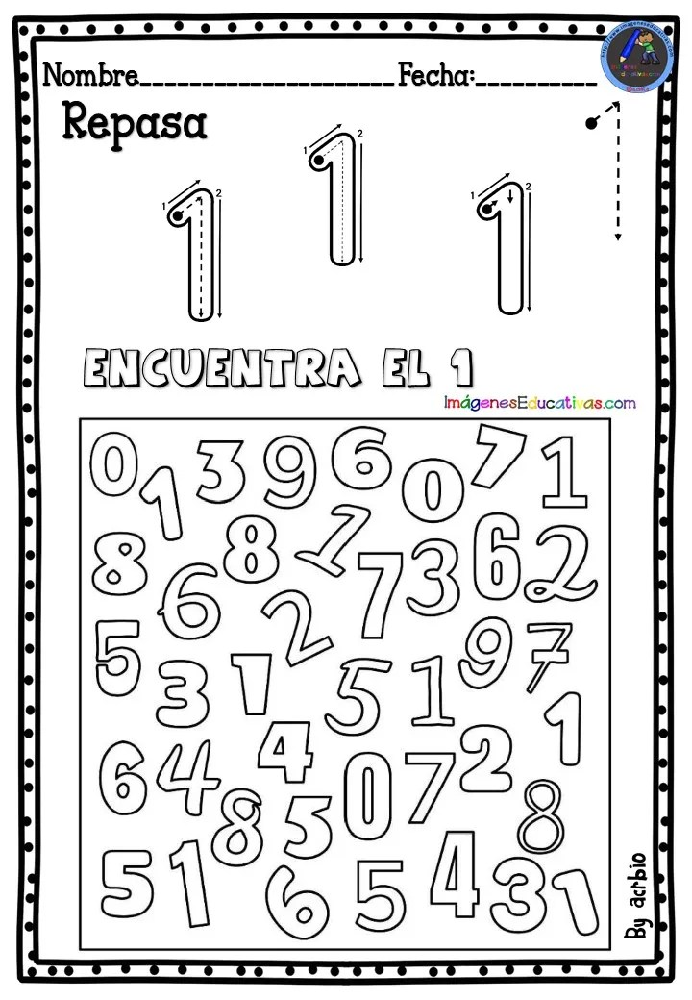 Nombre____________________Fecha:__________
Repasa
1 2
1
1 2
1
1 2
1
ENCUENTRA EL 1
ImágenesEducativas.com
0 1 3 9 6 0 7 1
8 6 8 1 7 3 6 2
5 3 1 2 5 1 9 7 1
6 4 8 4 5 0 7 2 8
5 1 6 5 4 3 1
By acrbio